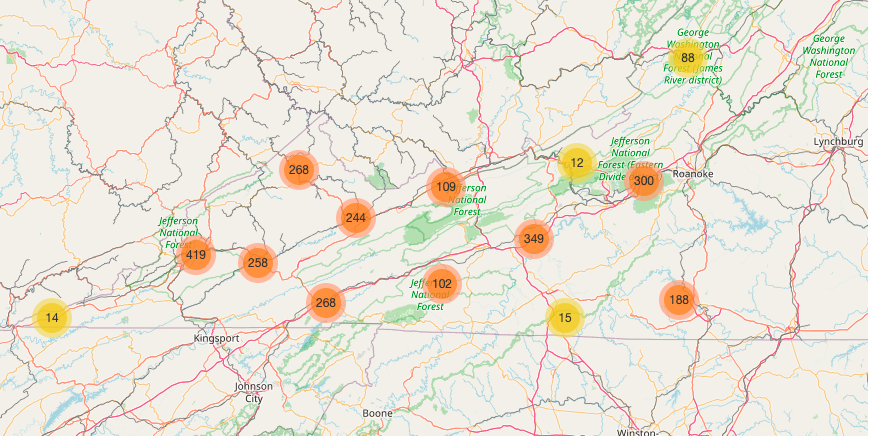 George
Washington
National
Forest (James
River district)
88
George
Washington
National
Forest
Lynchburg
Jefferson
National
Forest (Eastern
Divide
12
300
Roanoke
268
109
Jefferson
National
Forest
244
Jefferson
National
Forest
419
258
349
268
102
Jefferson
National
Forest
188
14
15
Kingsport
Johnson
City
Boone
Winston-